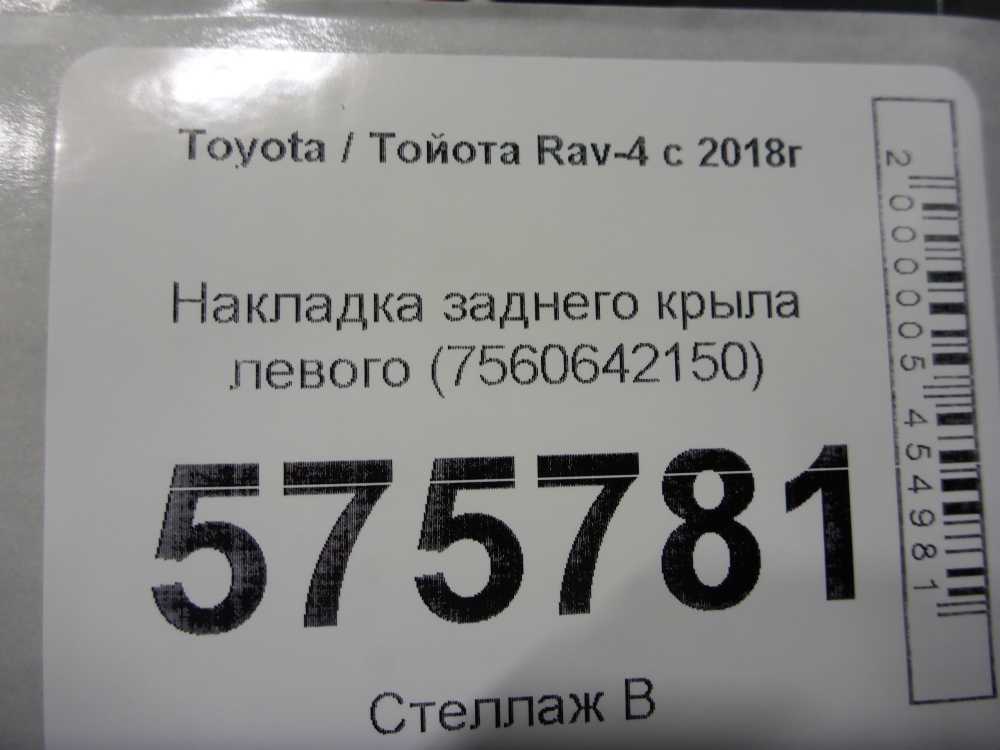 Toyota / Тойота Rav-4 с 2018г
Накладка заднего крыла
левого (7560642150)
575781
Стеллаж В
2000005454981